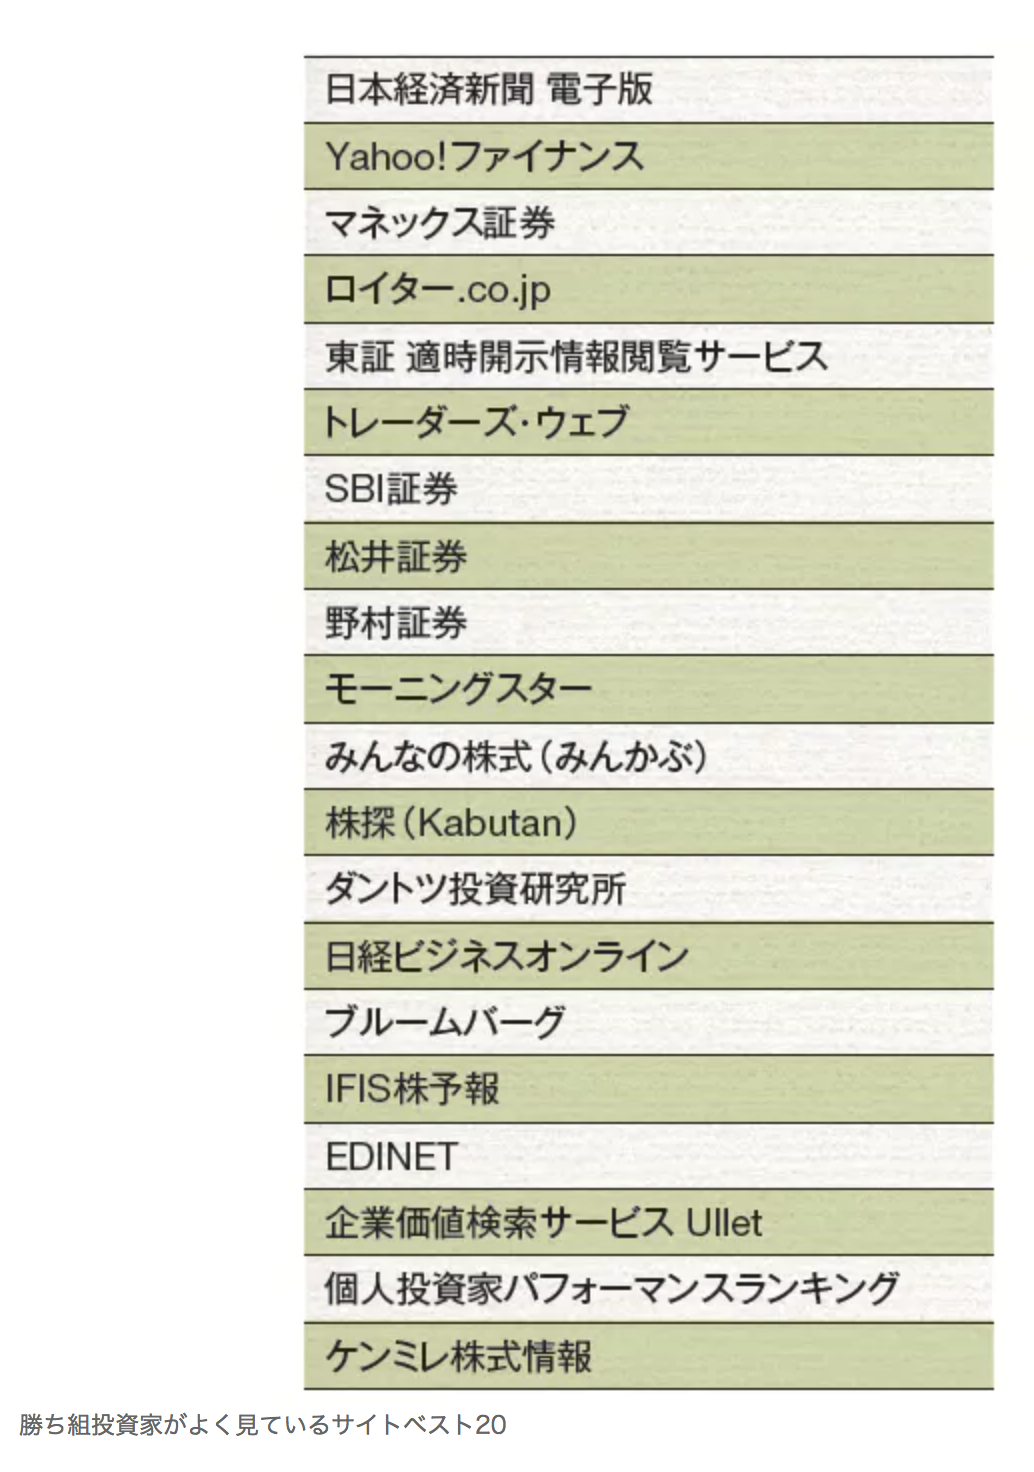 日本経済新聞 電子版
Yahoo!ファイナンス
マネックス証券
ロイター.co.jp
東証 適時開示情報閲覧サービス
トレーダーズ・ウェブ
SBI証券
松井証券
野村証券
モーニングスター
みんなの株式(みんかぶ)
株探(Kabutan)
ダントツ投資研究所
日経ビジネスオンライン
ブルームバーグ
IFIS株予報
EDINET
企業価値検索サービス Ullet
個人投資家パフォーマンスランキング
ケンミレ株式情報
勝ち組投資家がよく見ているサイトベスト20